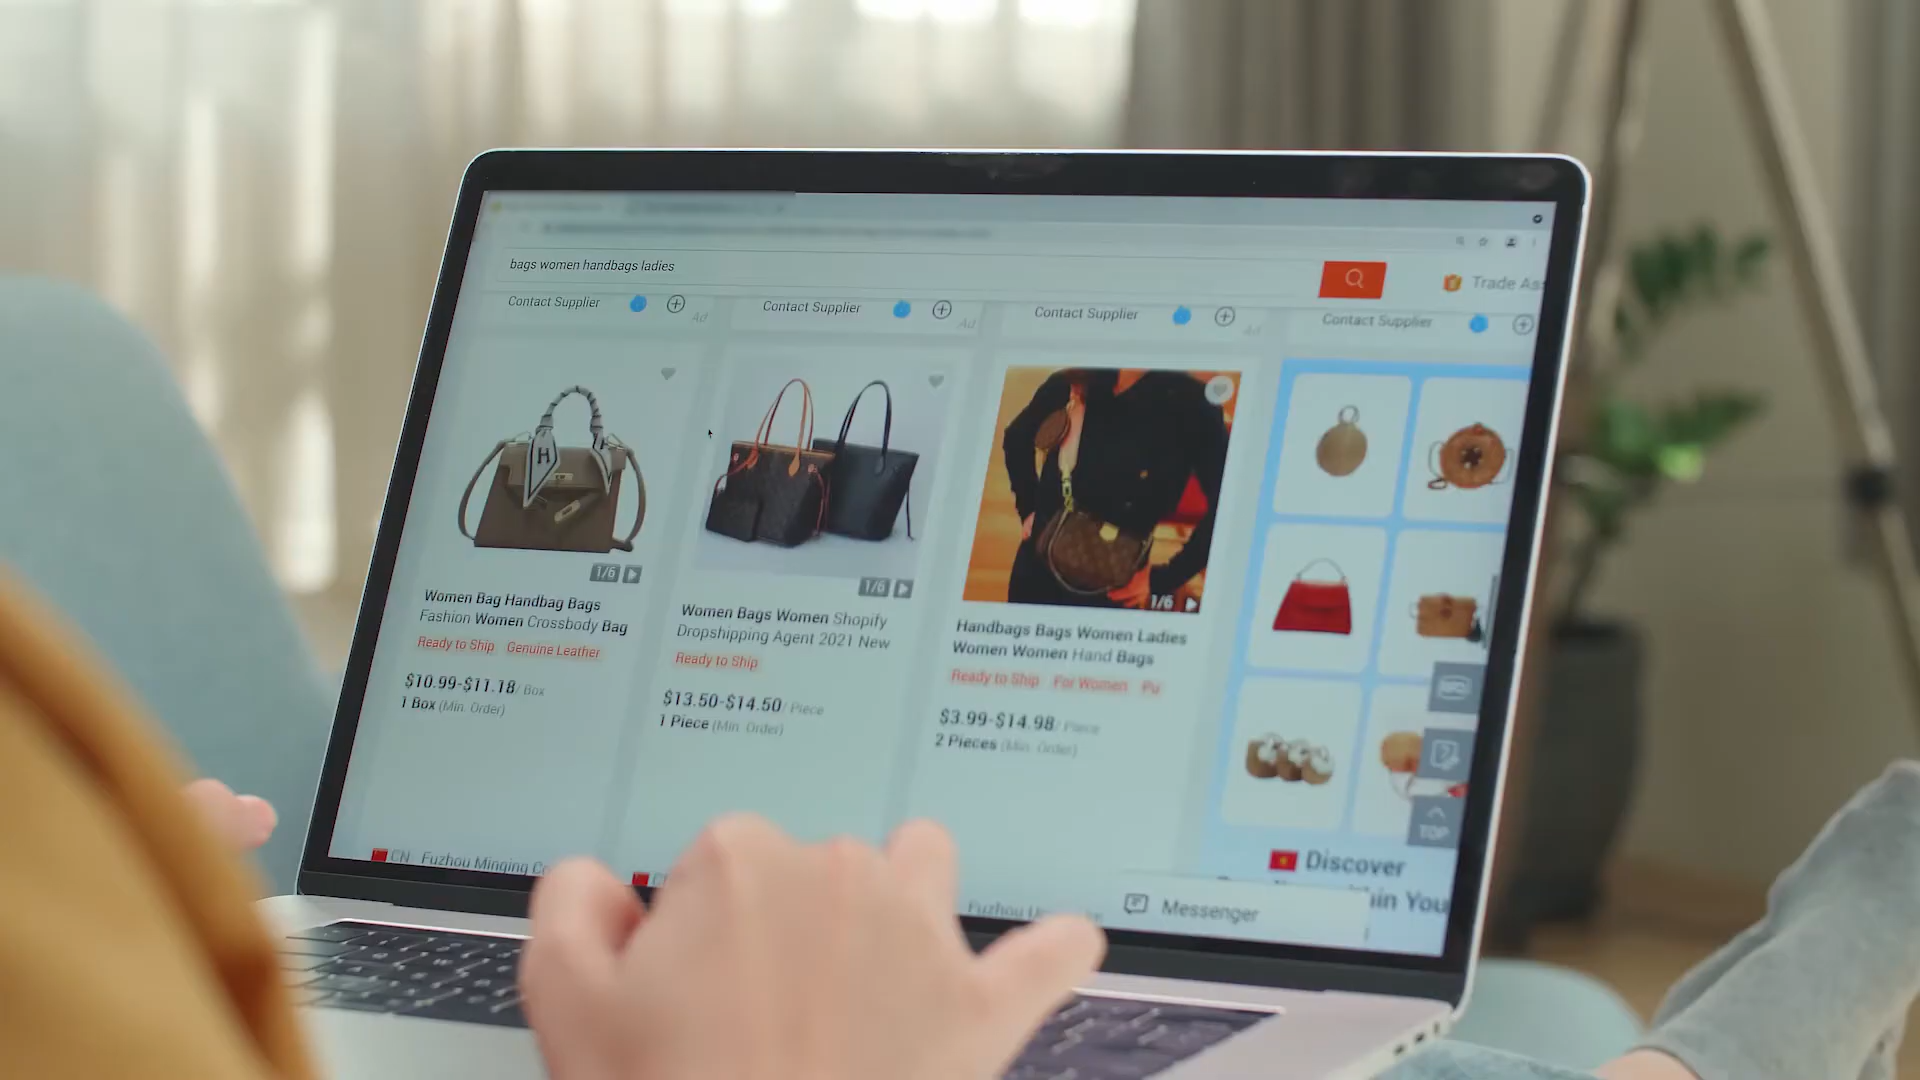 bags women handbags ladies
Trade Ass
Contact Supplier
Ad
Contact Supplier
Ad
Contact Supplier
Ad
Contact Supplier
H
1/6
Women Bag Handbag Bags
Fashion Women Crossbody Bag
Ready to Ship Genuine Leather
$10.99-$11.18/ Box
1 Box (Min. Order)
CN Fuzhou Minqing Co
1/6
Women Bags Women Shopify
Dropshipping Agent 2021 New
Ready to Ship
$13.50-$14.50/ Piece
1 Piece (Min. Order)
1/6
Handbags Bags Women Ladies
Women Women Hand Bags
Ready to Ship For Women Pu
$3.99-$14.98/ Piece
2 Pieces (Min. Order)
Fuzhou
TOP
Discover
You
Messenger